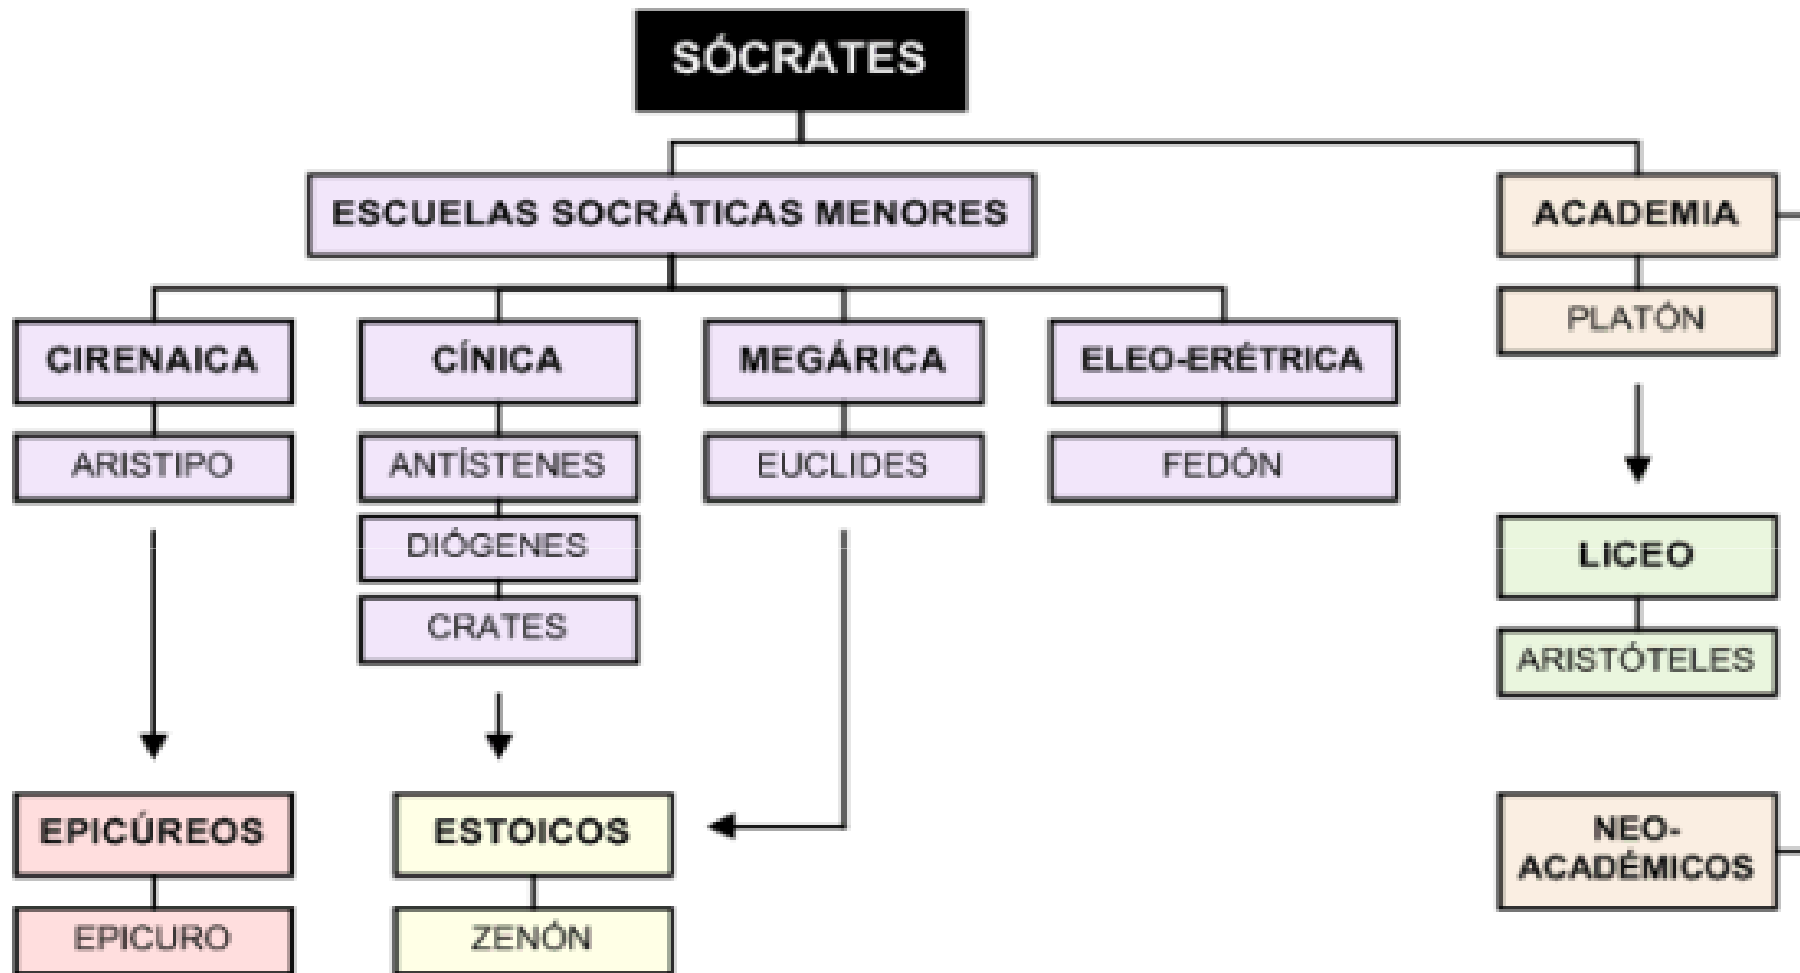 SÓCRATES
ESCUELAS SOCRÁTICAS MENORES
ACADEMIA
PLATÓN
CIRENAICA
CÍNICA
MEGÁRICA
ELEO-ERÉTRICA
ARISTIPO
ANTÍSTENES
EUCLIDES
FEDÓN
DIÓGENES
CRATES
LICEO
ARISTÓTELES
EPICÚREOS
ESTOICOS
NEO-
ACADÉMICOS
EPICURO
ZENÓN